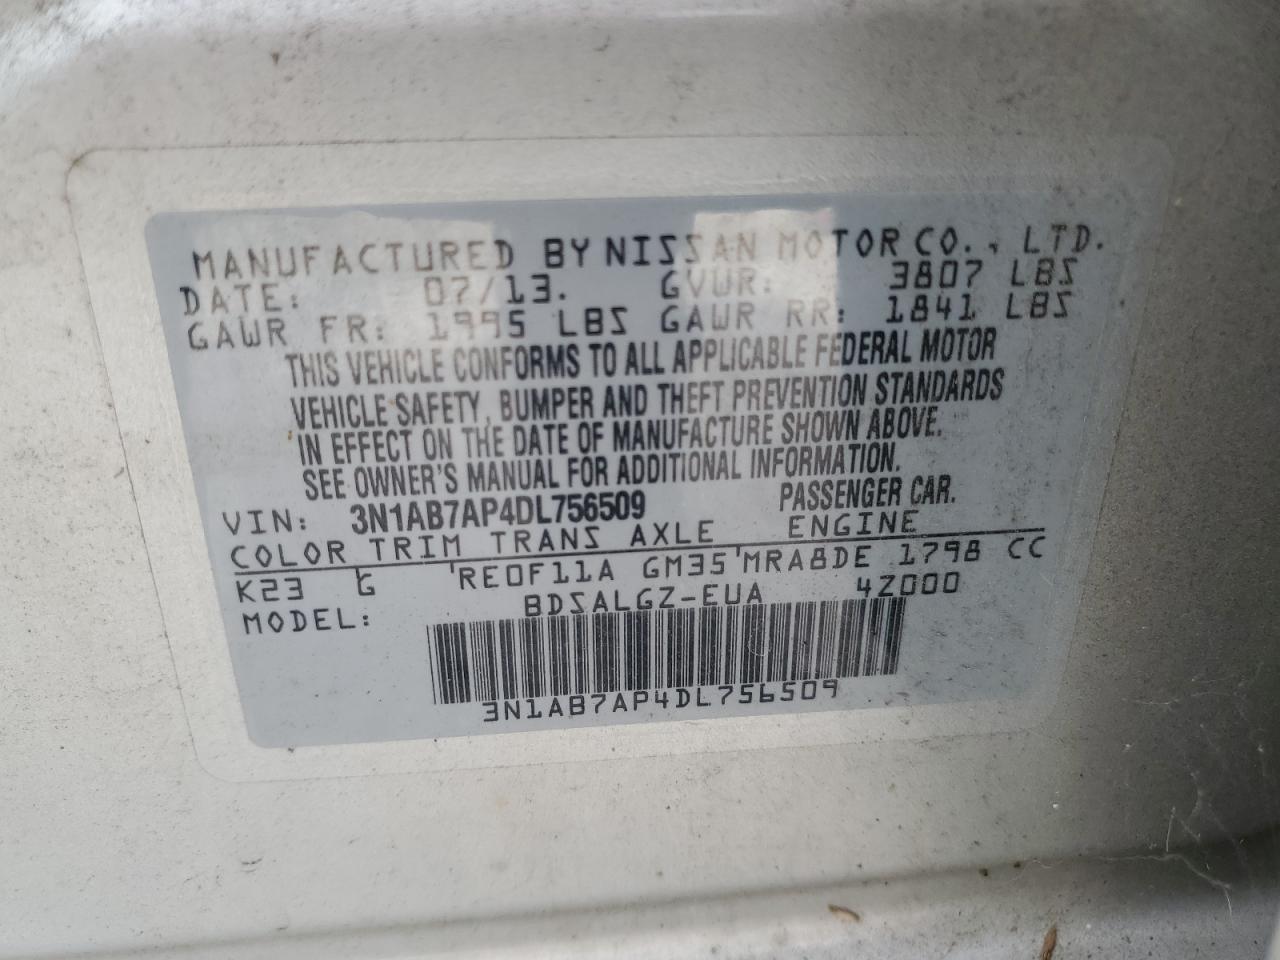 MANUFACTURED BY NISSAN MOTOR CO., LTD.
DATE: 07/13. GVWR: 3807 LBS
GAWR FR: 1995 LBS GAWR RR: 1841 LBS
THIS VEHICLE CONFORMS TO ALL APPLICABLE FEDERAL MOTOR
VEHICLE SAFETY, BUMPER AND THEFT PREVENTION STANDARDS
IN EFFECT ON THE DATE OF MANUFACTURE SHOWN ABOVE.
SEE OWNER'S MANUAL FOR ADDITIONAL INFORMATION.
VIN: 3N1AB7AP4DL756509 PASSENGER CAR.
COLOR TRIM TRANS AXLE ENGINE
K23 G RE0F11A GM35 MRA8DE 1798 CC
MODEL: BDSALGZ-EUA 4Z000
3N1AB7AP4DL756509